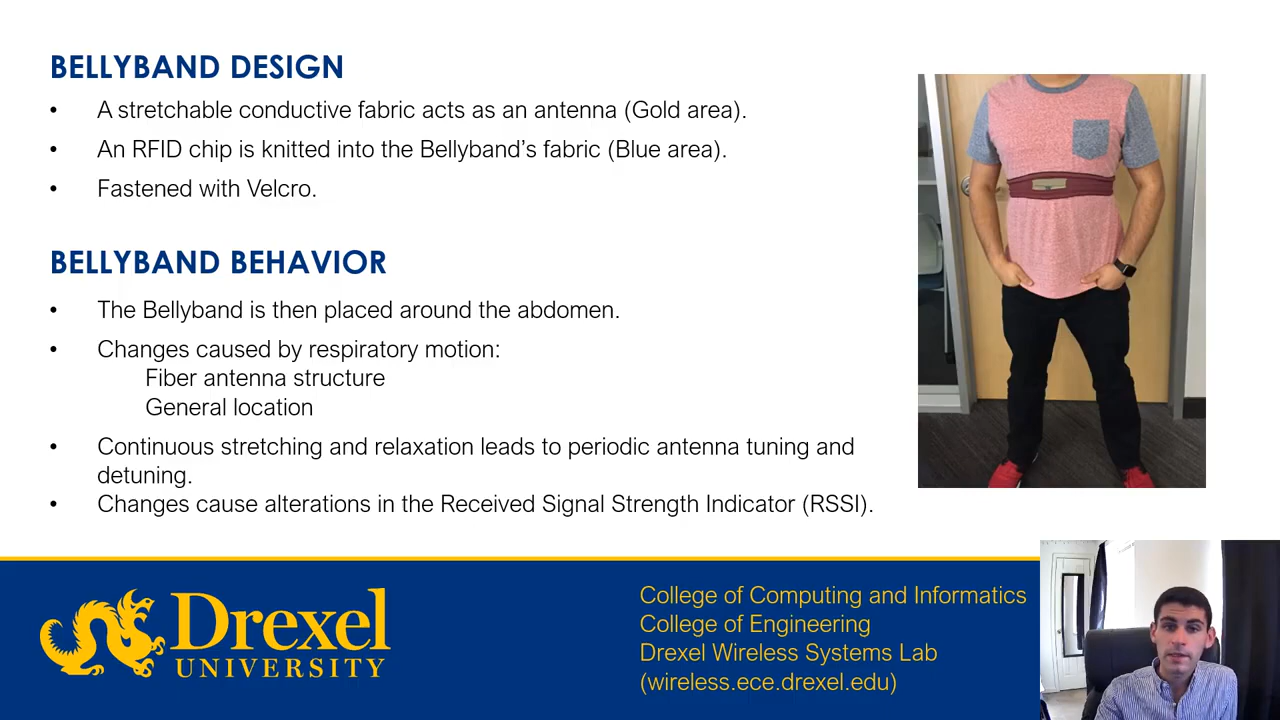 BELLYBAND DESIGN
• A stretchable conductive fabric acts as an antenna (Gold area).
• An RFID chip is knitted into the Bellyband’s fabric (Blue area).
• Fastened with Velcro.
BELLYBAND BEHAVIOR
• The Bellyband is then placed around the abdomen.
• Changes caused by respiratory motion:
Fiber antenna structure
General location
• Continuous stretching and relaxation leads to periodic antenna tuning and
detuning.
• Changes cause alterations in the Received Signal Strength Indicator (RSSI).
Drexel
UNIVERSITY
College of Computing and Informatics
College of Engineering
Drexel Wireless Systems Lab
(wireless.ece.drexel.edu)